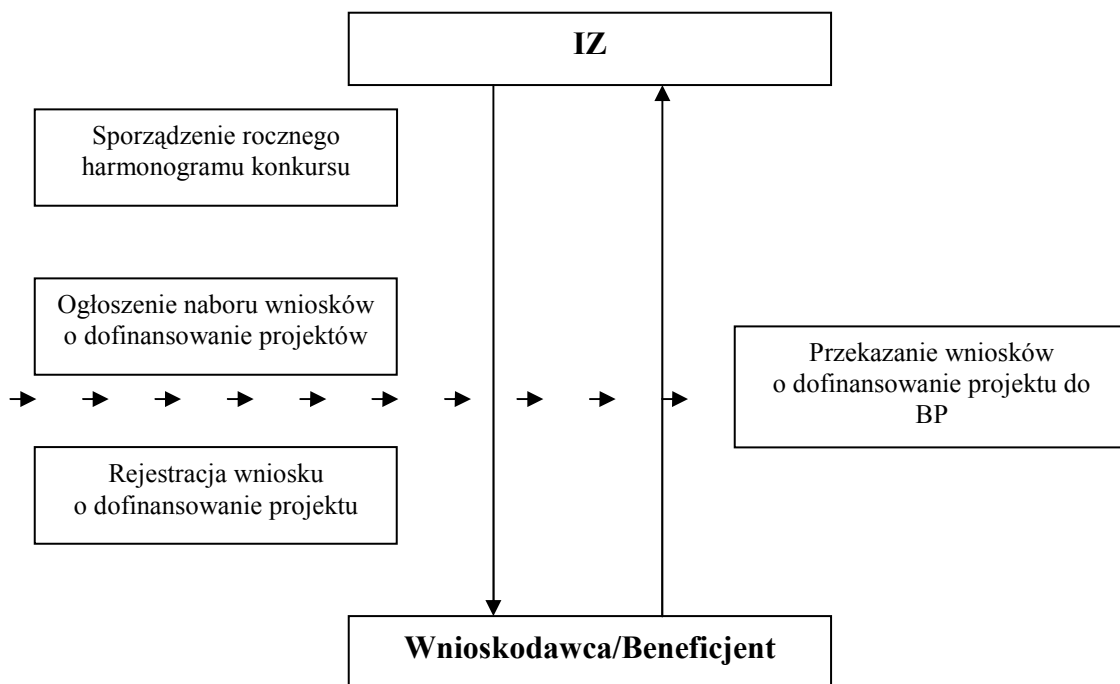 IZ
Sporządzenie rocznego
harmonogramu konkursu
Ogłoszenie naboru wniosków
o dofinansowanie projektów
Przekazanie wniosków
o dofinansowanie projektu do
BP
Rejestracja wniosku
o dofinansowanie projektu
Wnioskodawca/Beneficjent